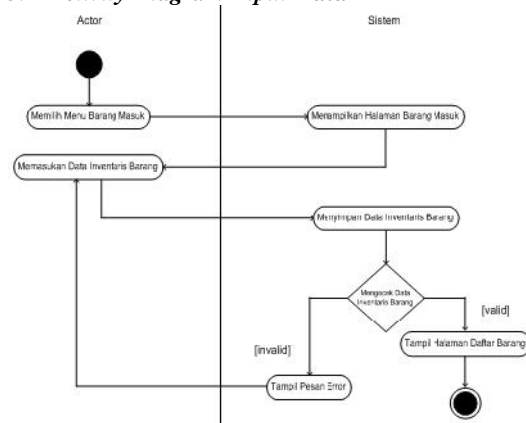 Actor
Sistem
Memilih Menu Barang Masuk
Menampilkan Halaman Barang Masuk
Memasukan Data Inventaris Barang
Menyimpan Data Inventaris Barang
Mengecek Data
Inventaris Barang
[valid]
[invalid]
Tampil Halaman Daftar Barang
Tampil Pesan Error